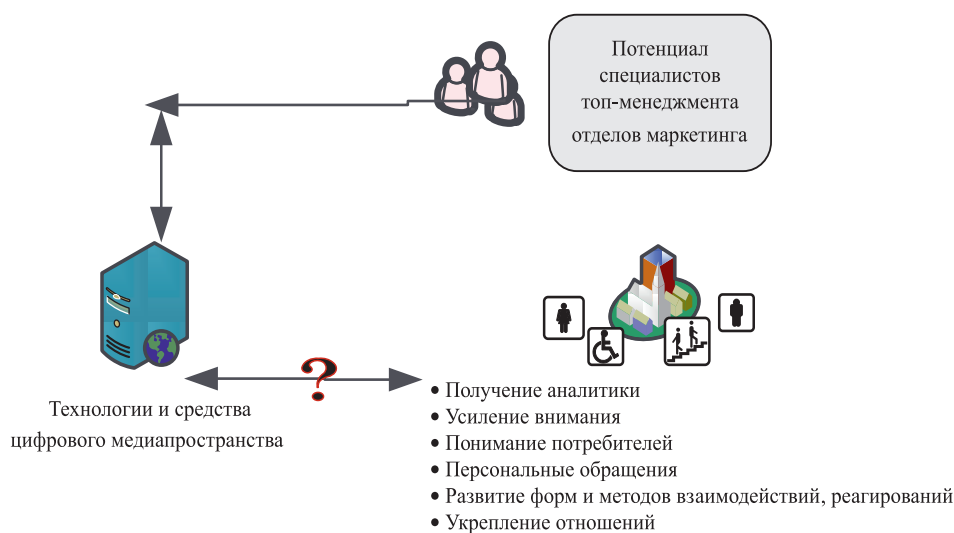 Потенциал
специалистов
топ-менеджмента
отделов маркетинга
?
Технологии и средства
цифрового медиапространства
• Получение аналитики
• Усиление внимания
• Понимание потребителей
• Персональные обращения
• Развитие форм и методов взаимодействий, реагирований
• Укрепление отношений